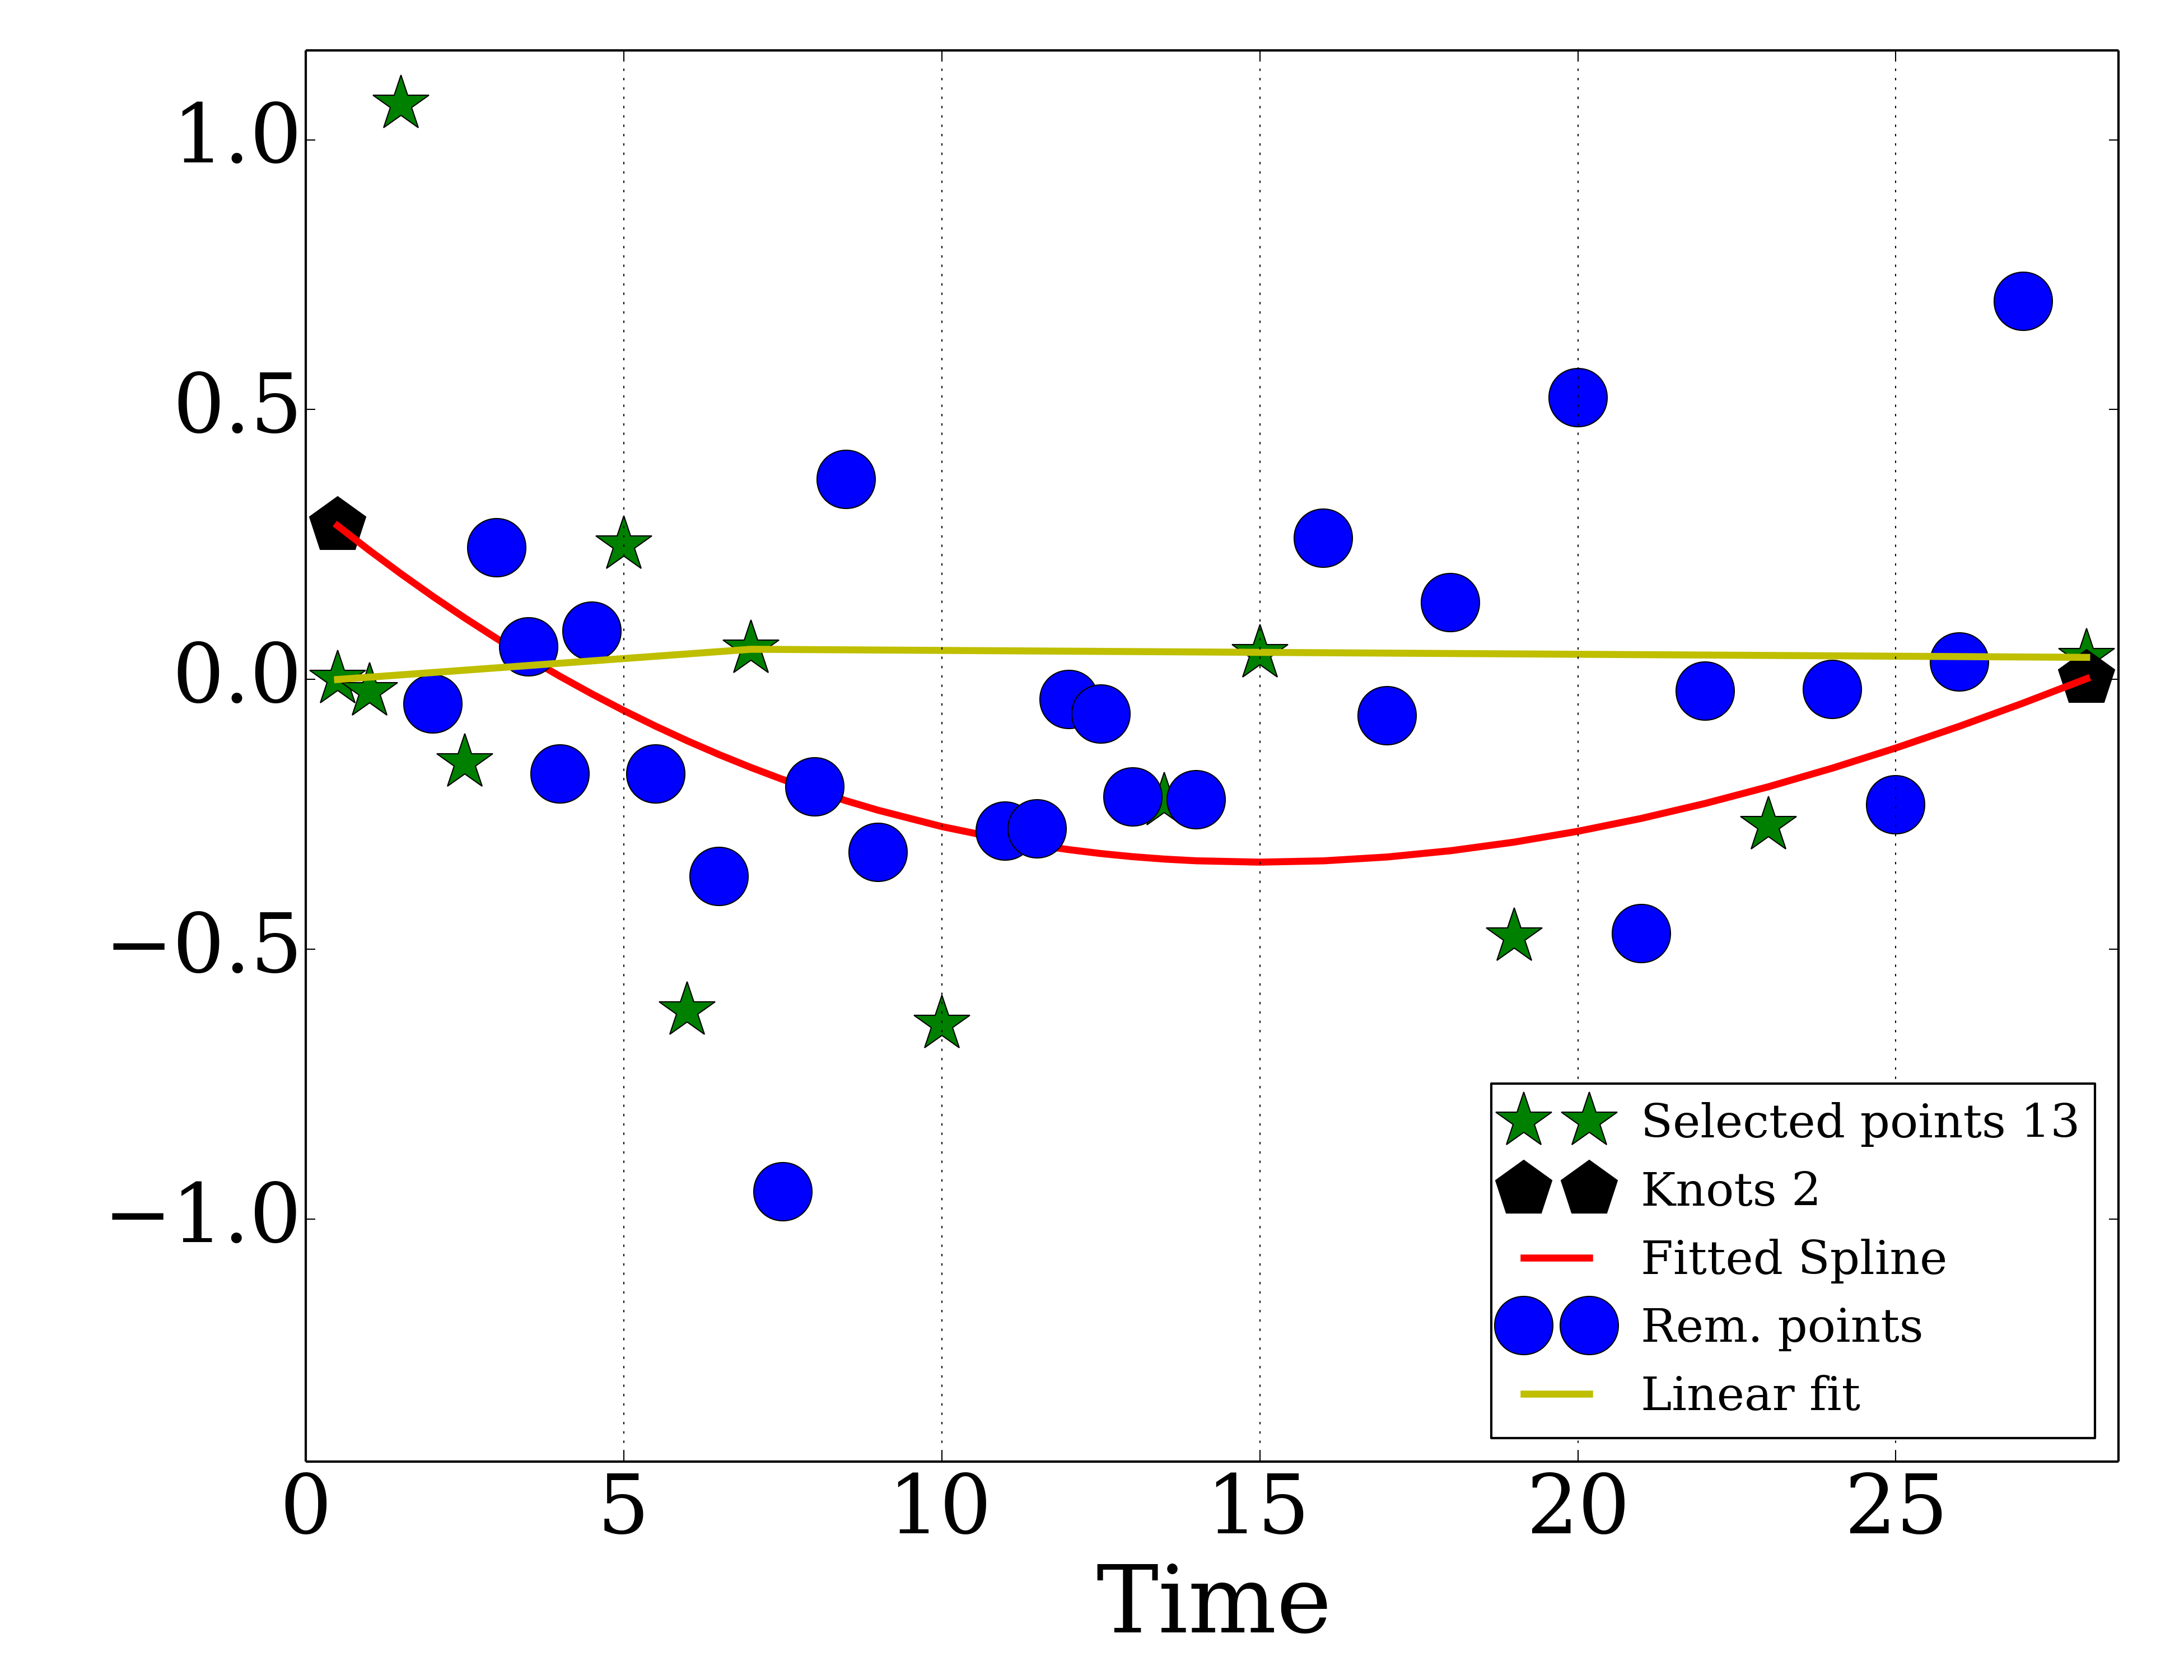 1.0
0.5
0.0
−0.5
−1.0
0 5 10 15 20 25
Time
Selected points 13
Knots 2
Fitted Spline
Rem. points
Linear fit